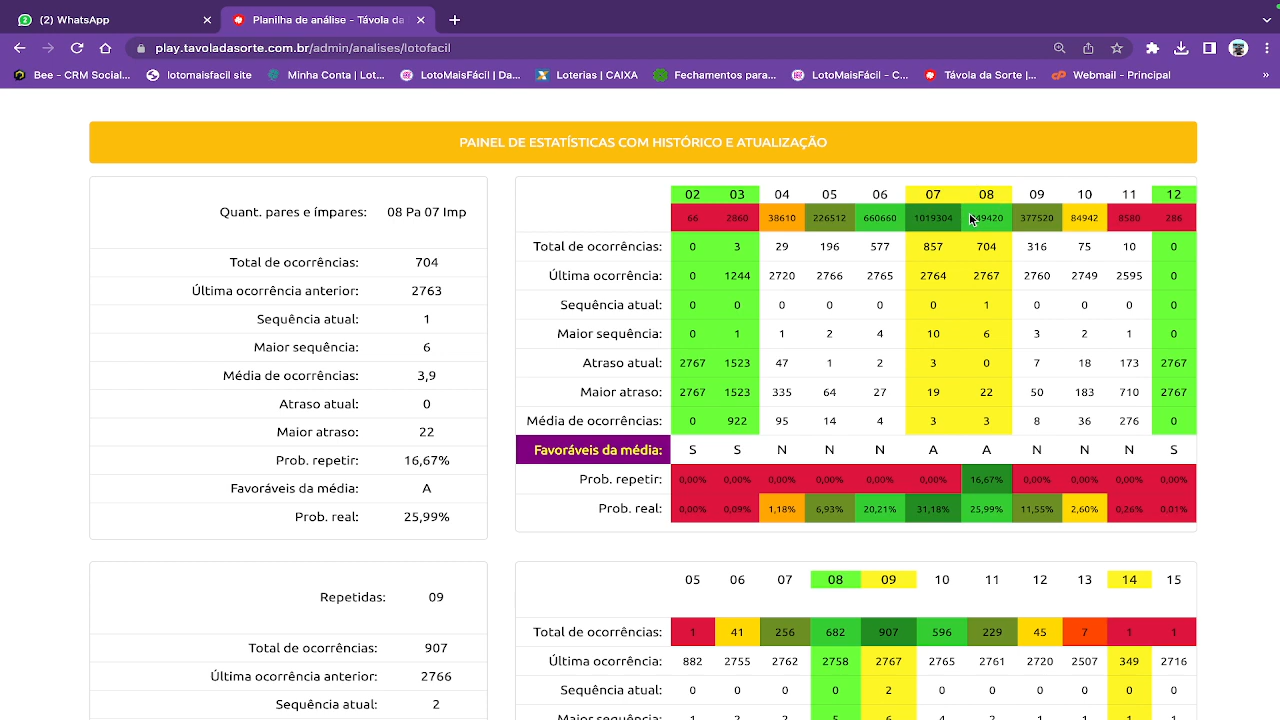 (2) WhatsApp
Planilha de análise - Távola da
play.tavoladasorte.com.br/admin/analises/lotofacil
Bee - CRM Social... lotomaisfacil site Minha Conta | Lot... LotoMaisFácil | Da... Loterias | CAIXA Fechamentos para... LotoMaisFácil - C... Távola da Sorte |... Webmail - Principal »
PAINEL DE ESTATÍSTICAS COM HISTÓRICO E ATUALIZAÇÃO
Quant. pares e ímpares: 08 Pa 07 Imp
Total de ocorrências: 704
Última ocorrência anterior: 2763
Sequência atual: 1
Maior sequência: 6
Média de ocorrências: 3,9
Atraso atual: 0
Maior atraso: 22
Prob. repetir: 16,67%
Favoráveis da média: A
Prob. real: 25,99%
02 03 04 05 06 07 08 09 10 11 12
66 2860 38610 226512 660660 1019304 49420 377520 84942 8580 286
Total de ocorrências: 0 3 29 196 577 857 704 316 75 10 0
Última ocorrência: 0 1244 2720 2766 2765 2764 2767 2760 2749 2595 0
Sequência atual: 0 0 0 0 0 0 1 0 0 0 0
Maior sequência: 0 1 1 2 4 10 6 3 2 1 0
Atraso atual: 2767 1523 47 1 2 3 0 7 18 173 2767
Maior atraso: 2767 1523 335 64 27 19 22 50 183 710 2767
Média de ocorrências: 0 922 95 14 4 3 3 8 36 276 0
Favoráveis da média: S S N N N A A N N N S
Prob. repetir: 0,00% 0,00% 0,00% 0,00% 0,00% 0,00% 16,67% 0,00% 0,00% 0,00% 0,00%
Prob. real: 0,00% 0,09% 1,18% 6,93% 20,21% 31,18% 25,99% 11,55% 2,60% 0,26% 0,01%
Repetidas: 09
Total de ocorrências: 907
Última ocorrência anterior: 2766
Sequência atual: 2
05 06 07 08 09 10 11 12 13 14 15
Total de ocorrências: 1 41 256 682 907 596 229 45 7 1 1
Última ocorrência: 882 2755 2762 2758 2767 2765 2761 2720 2507 349 2716
Sequência atual: 0 0 0 0 2 0 0 0 0 0 0
Maior sequência: 1 2 2 5 6 4 2 1 1 1 1